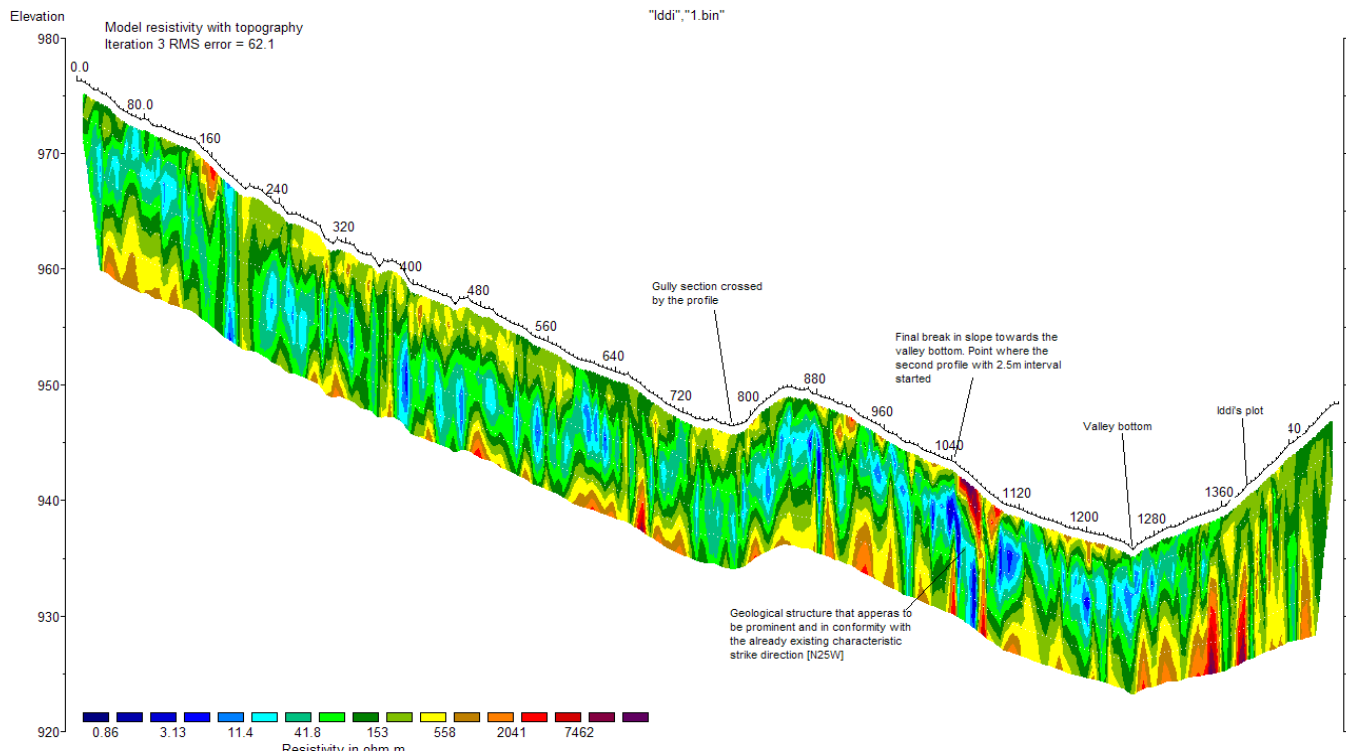 Elevation
"Iddi","1.bin"
Model resistivity with topography
Iteration 3 RMS error = 62.1
980
970
960
950
940
930
920
0.0
80.0
160
240
320
400
480
560
640
720
800
880
960
1040
1120
1200
1280
1360
40
Gully section crossed
by the profile
Final break in slope towards the
valley bottom. Point where the
second profile with 2.5m interval
started
Iddi's plot
Valley bottom
Geological structure that apperas to
be prominent and in conformity with
the already existing characteristic
strike direction [N25W]
0.86 3.13 11.4 41.8 153 558 2041 7462
Resistivity in ohm.m